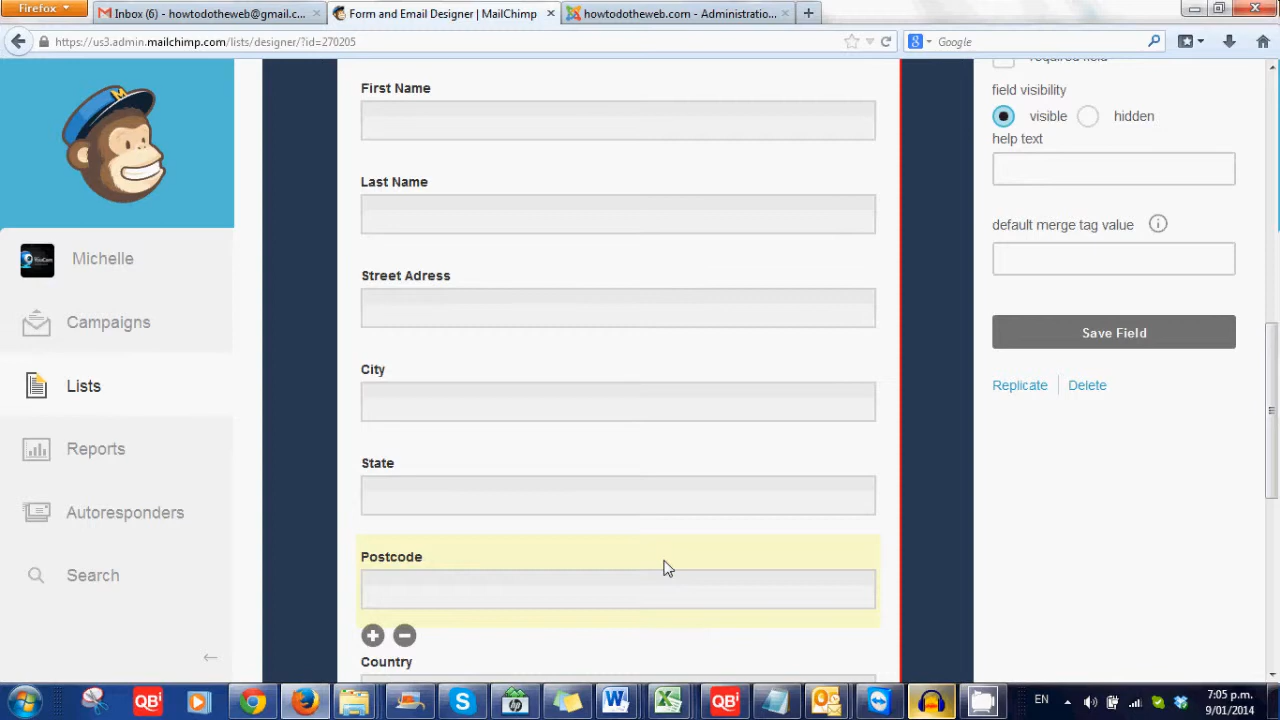 Firefox
Inbox (6) - howtodotheweb@gmail.c...
Form and Email Designer | MailChimp
howtodotheweb.com - Administratio...
https://us3.admin.mailchimp.com/lists/designer/?id=270205
Google
Michelle
Campaigns
Lists
Reports
Autoresponders
Search
First Name
Last Name
Street Adress
City
State
Postcode
Country
required field
field visibility
visible
hidden
help text
default merge tag value
Save Field
Replicate
Delete
EN
7:05 p.m.
9/01/2014